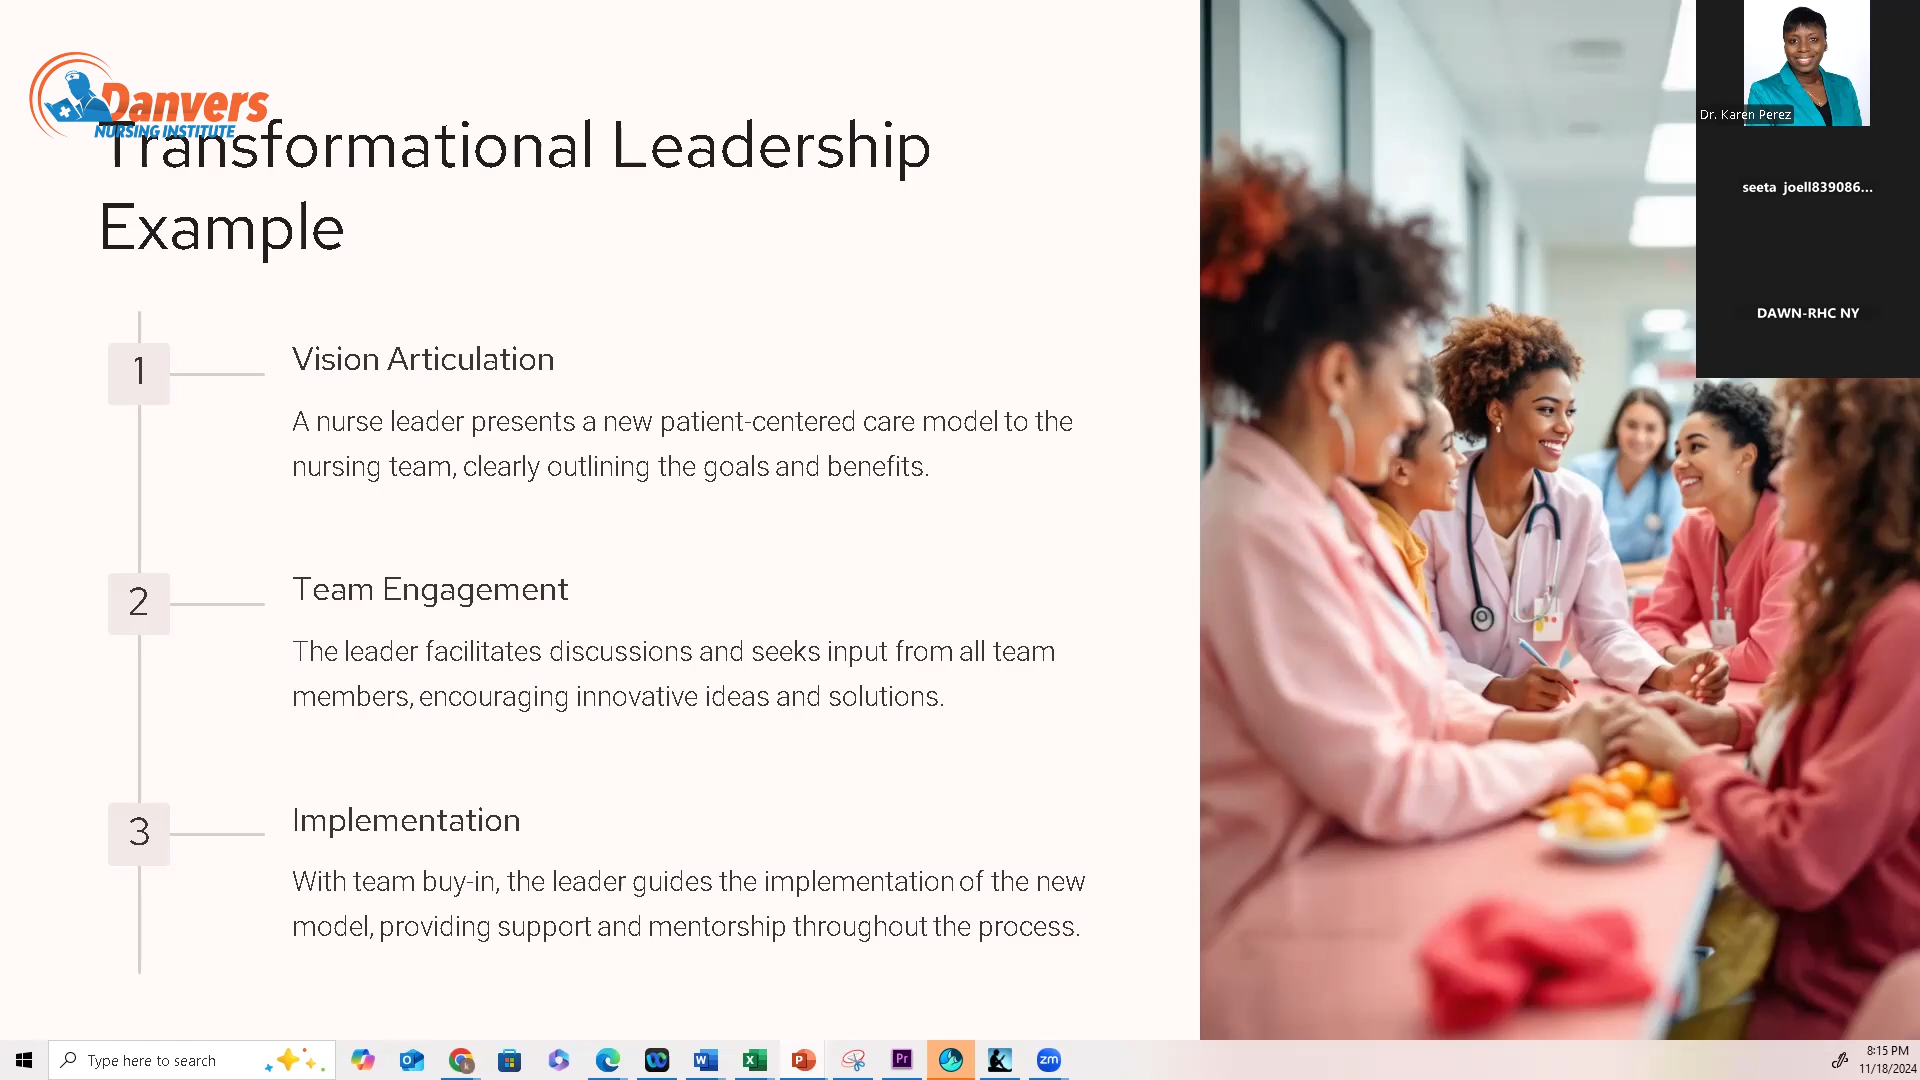 Danvers
NURSING INSTITUTE
Transformational Leadership
Example
1
Vision Articulation
A nurse leader presents a new patient-centered care model to the
nursing team, clearly outlining the goals and benefits.
2
Team Engagement
The leader facilitates discussions and seeks input from all team
members, encouraging innovative ideas and solutions.
3
Implementation
With team buy-in, the leader guides the implementation of the new
model, providing support and mentorship throughout the process.
Dr. Karen Perez
seeta joell839086...
DAWN-RHC NY
Type here to search
W
X
P
Pr
zm
8:15 PM
11/18/2024